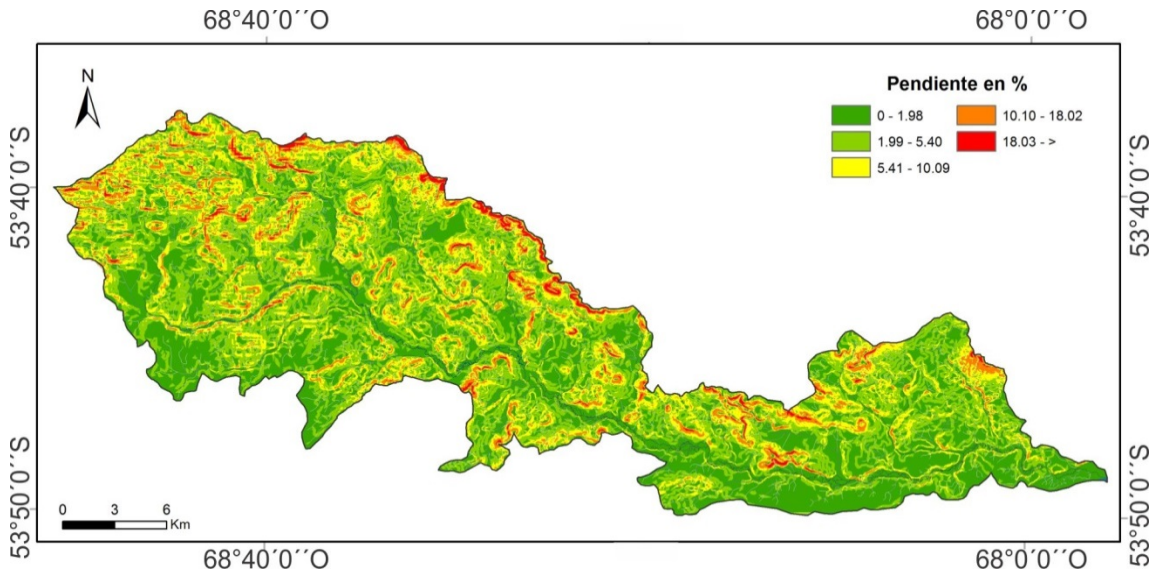 68°40´0´´O 68°0´0´´O
N
Pendiente en %
0 - 1.98 10.10 - 18.02
1.99 - 5.40 18.03 - >
5.41 - 10.09
53°40´0´´S 53°40´0´´S
0 3 6
Km
53°50´0´´S 53°50´0´´S
68°40´0´´O 68°0´0´´O